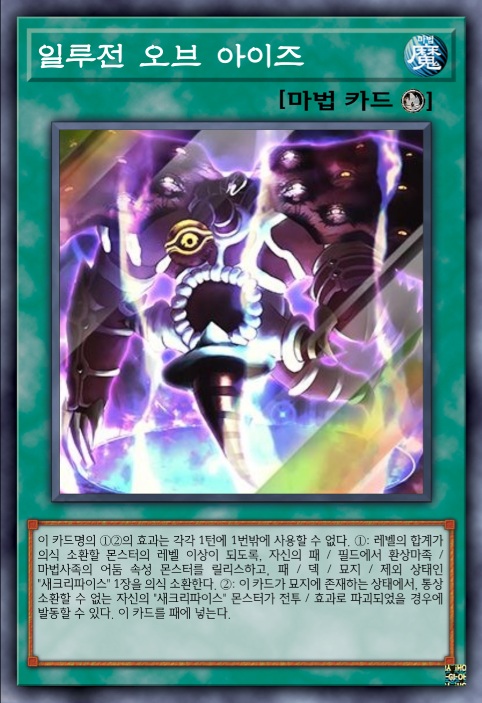 일루전 오브 아이즈
마법
魔
[마법 카드]
이 카드명의 ①②의 효과는 각각 1턴에 1번밖에 사용할 수 없다. ①: 레벨의 합계가
의식 소환할 몬스터의 레벨 이상이 되도록, 자신의 패 / 필드에서 환상마족 /
마법사족의 어둠 속성 몬스터를 릴리스하고, 패 / 덱 / 묘지 / 제외 상태인
"새크리파이스" 1장을 의식 소환한다. ②: 이 카드가 묘지에 존재하는 상태에서, 통상
소환할 수 없는 자신의 "새크리파이스" 몬스터가 전투 / 효과로 파괴되었을 경우에
발동할 수 있다. 이 카드를 패에 넣는다.